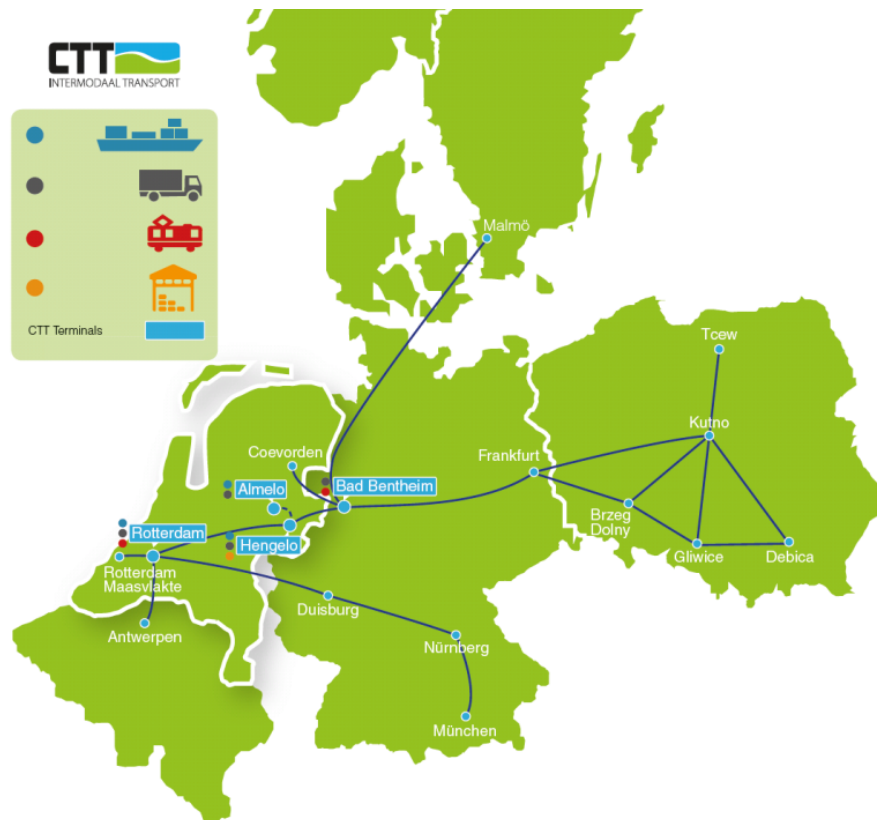 CTT
INTERMODAAL TRANSPORT
CTT Terminals
Malmö
Tcew
Kutno
Coevorden
Frankfurt
Almelo
Bad Bentheim
Brzeg
Dolny
Rotterdam
Hengelo
Gliwice
Debica
Rotterdam
Maasvlakte
Duisburg
Antwerpen
Nürnberg
München